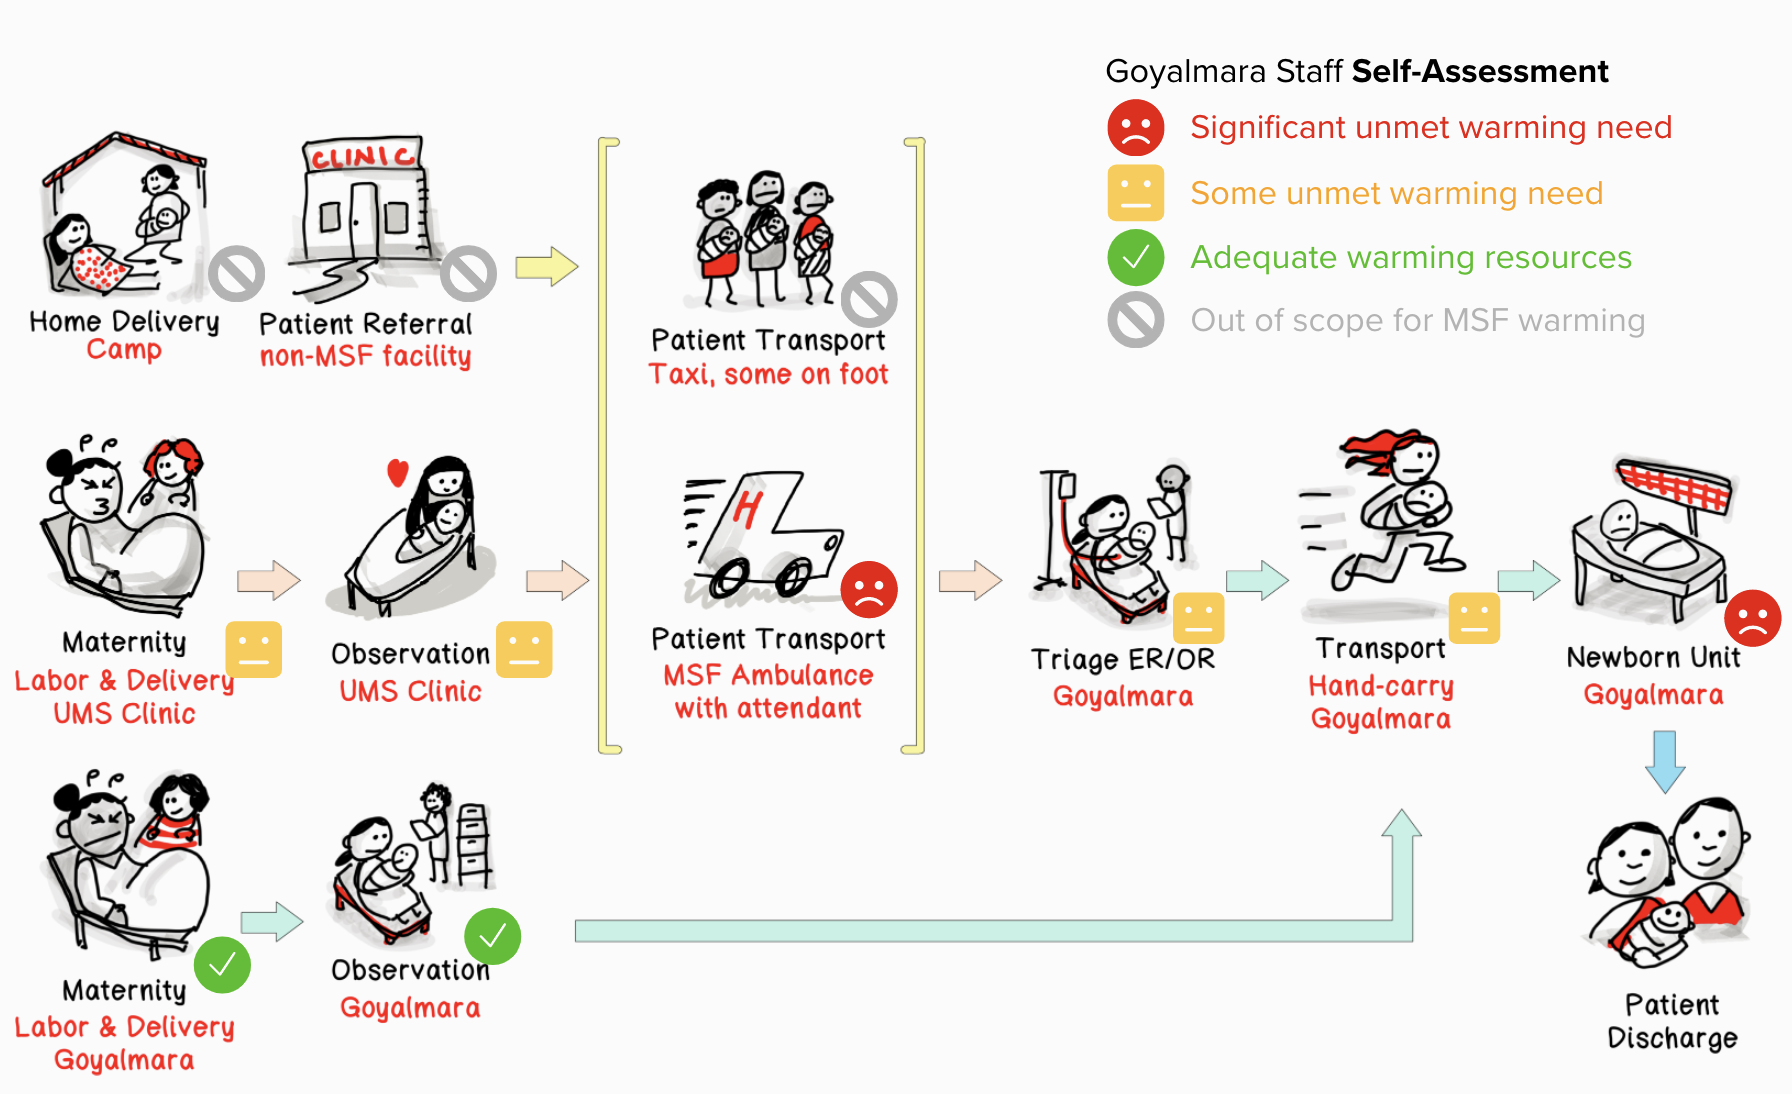 Goyalmara Staff Self-Assessment
Significant unmet warming need
Some unmet warming need
Adequate warming resources
Out of scope for MSF warming
CLINIC
Home Delivery
Camp
Patient Referral
non-MSF facility
Patient Transport
Taxi, some on foot
H
Maternity
Labor & Delivery
UMS Clinic
Observation
UMS Clinic
Patient Transport
MSF Ambulance
with attendant
Triage ER/OR
Goyalmara
Transport
Hand-carry
Goyalmara
Newborn Unit
Goyalmara
Maternity
Labor & Delivery
Goyalmara
Observation
Goyalmara
Patient
Discharge